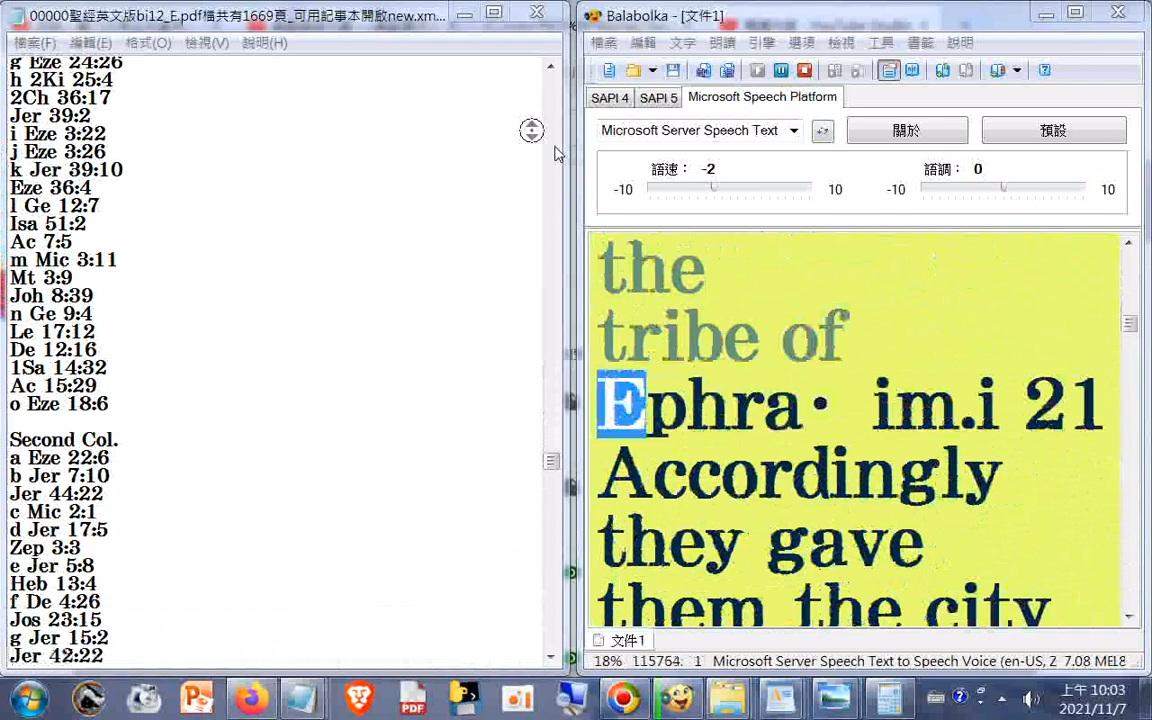 00000聖經英文版bi12_E.pdf檔共有1669頁_可用記事本開啟new.xm...
檔案(F) 編輯(E) 格式(O) 檢視(V) 說明(H)
g Eze 24:26
h 2Ki 25:4
2Ch 36:17
Jer 39:2
i Eze 3:22
j Eze 3:26
k Jer 39:10
Eze 36:4
l Ge 12:7
Isa 51:2
Ac 7:5
m Mic 3:11
Mt 3:9
Joh 8:39
n Ge 9:4
Le 17:12
De 12:16
1Sa 14:32
Ac 15:29
o Eze 18:6
Second Col.
a Eze 22:6
b Jer 7:10
Jer 44:22
c Mic 2:1
d Jer 17:5
Zep 3:3
e Jer 5:8
Heb 13:4
f De 4:26
Jos 23:15
g Jer 15:2
Jer 42:22
Balabolka - [文件1]
檔案 編輯 文字 朗讀 引擎 選項 檢視 工具 書籤 說明
SAPI 4 SAPI 5 Microsoft Speech Platform
Microsoft Server Speech Text 關於 預設
語速： -2 語調： 0
-10 10 -10 10
the
tribe of
Ephra• im.i 21
Accordingly
they gave
them the city
文件1
18% 115764: 1 Microsoft Server Speech Text to Speech Voice (en-US, Z 7.08 МБ
上午 10:03
2021/11/7